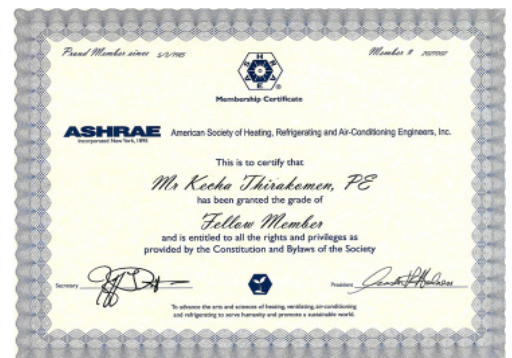 Proud Member since 5/1/1985
Member #
ASHRAE
Membership Certificate
ASHRAE American Society of Heating, Refrigerating and Air-Conditioning Engineers, Inc.
Incorporated New York, 1895
This is to certify that
Mr Kecha Thirakomen, PE
has been granted the grade of
Fellow Member
and is entitled to all the rights and privileges as
provided by the Constitution and Bylaws of the Society
Secretary
President
To advance the arts and sciences of heating, ventilating, air-conditioning
and refrigerating to serve humanity and promote a sustainable world.